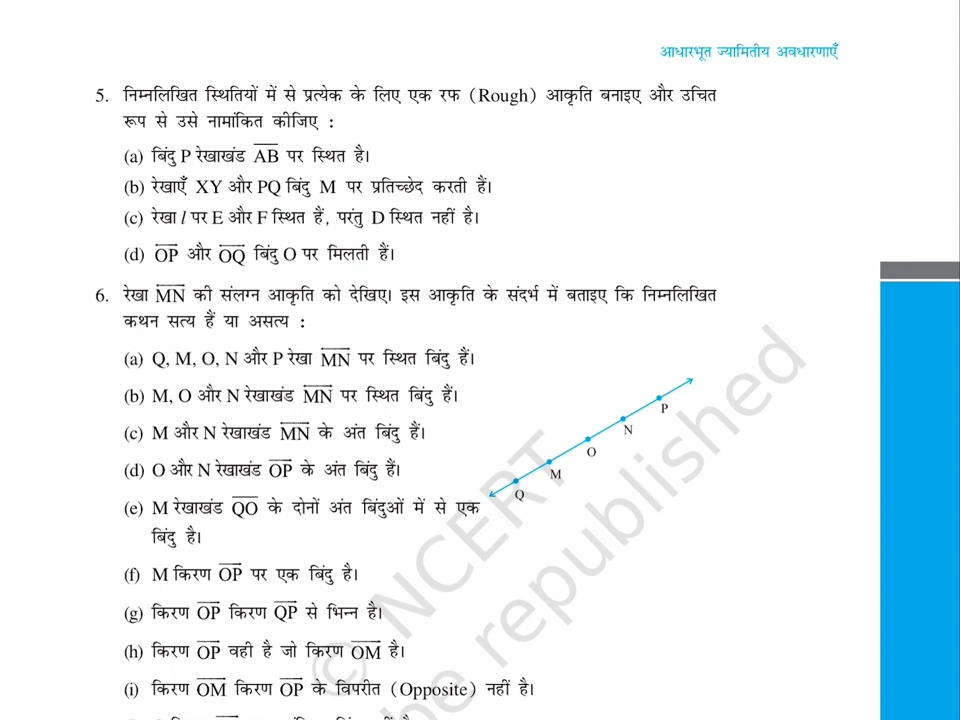 आधारभूत ज्यामितीय अवधारणाएँ
5. निम्नलिखित स्थितियों में से प्रत्येक के लिए एक रफ (Rough) आकृति बनाइए और उचित
रूप से उसे नामांकित कीजिए :
(a) बिंदु P रेखाखंड AB पर स्थित है।
(b) रेखाएँ XY और PQ बिंदु M पर प्रतिच्छेद करती हैं।
(c) रेखा l पर E और F स्थित हैं, परंतु D स्थित नहीं है।
(d) OP और OQ बिंदु O पर मिलती हैं।
6. रेखा MN की संलग्न आकृति को देखिए। इस आकृति के संदर्भ में बताइए कि निम्नलिखित
कथन सत्य हैं या असत्य :
(a) Q, M, O, N और P रेखा MN पर स्थित बिंदु हैं।
(b) M, O और N रेखाखंड MN पर स्थित बिंदु हैं।
(c) M और N रेखाखंड MN के अंत बिंदु हैं।
(d) O और N रेखाखंड OP के अंत बिंदु हैं।
(e) M रेखाखंड QO के दोनों अंत बिंदुओं में से एक
बिंदु है।
(f) M किरण OP पर एक बिंदु है।
(g) किरण OP किरण QP से भिन्न है।
(h) किरण OP वही है जो किरण OM है।
(i) किरण OM किरण OP के विपरीत (Opposite) नहीं है।
P
N
O
M
Q
© NCERT
be republished